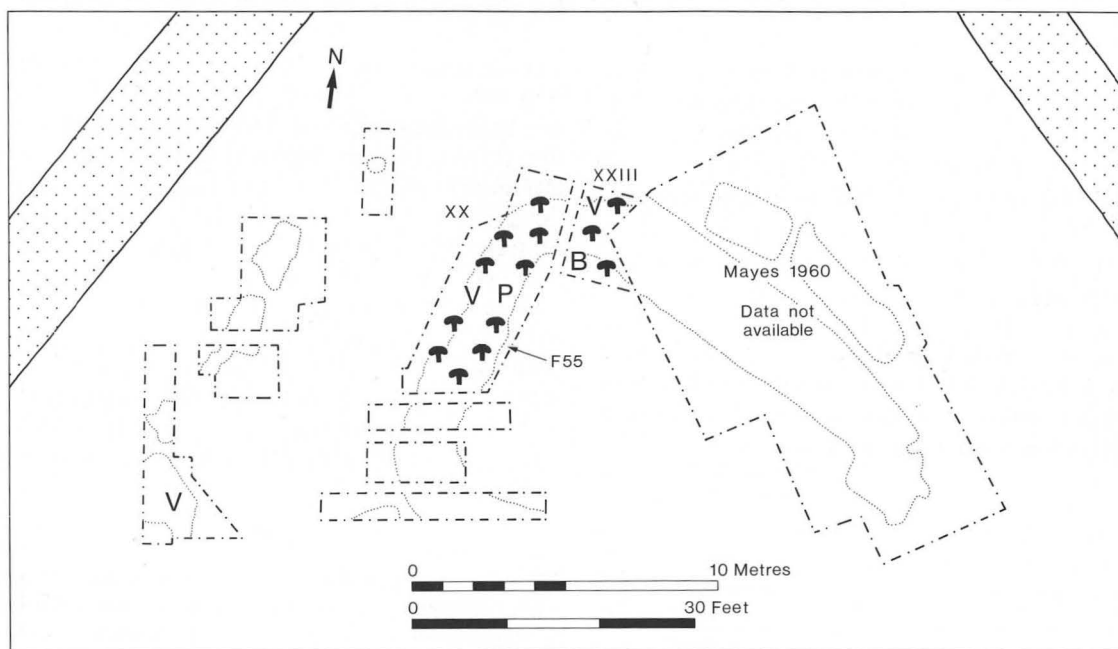 N
XXIII
XX
V
B
V P
Mayes 1960
Data not
available
F55
V
0 10 Metres
0 30 Feet